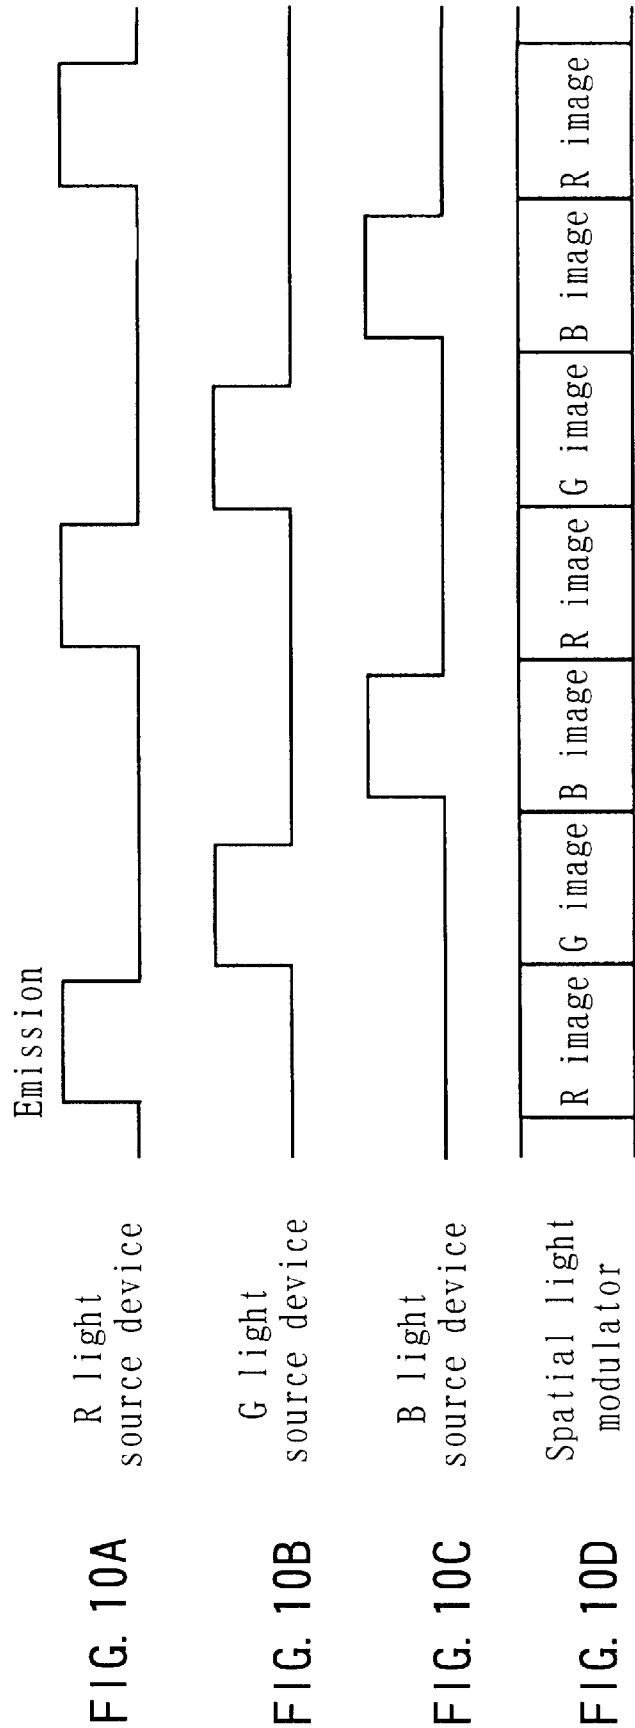 Emission
FIG. 10A
R light
source device
FIG. 10B
G light
source device
FIG. 10C
B light
source device
FIG. 10D
Spatial light
modulator
R image
G image
B image
R image
G image
B image
R image